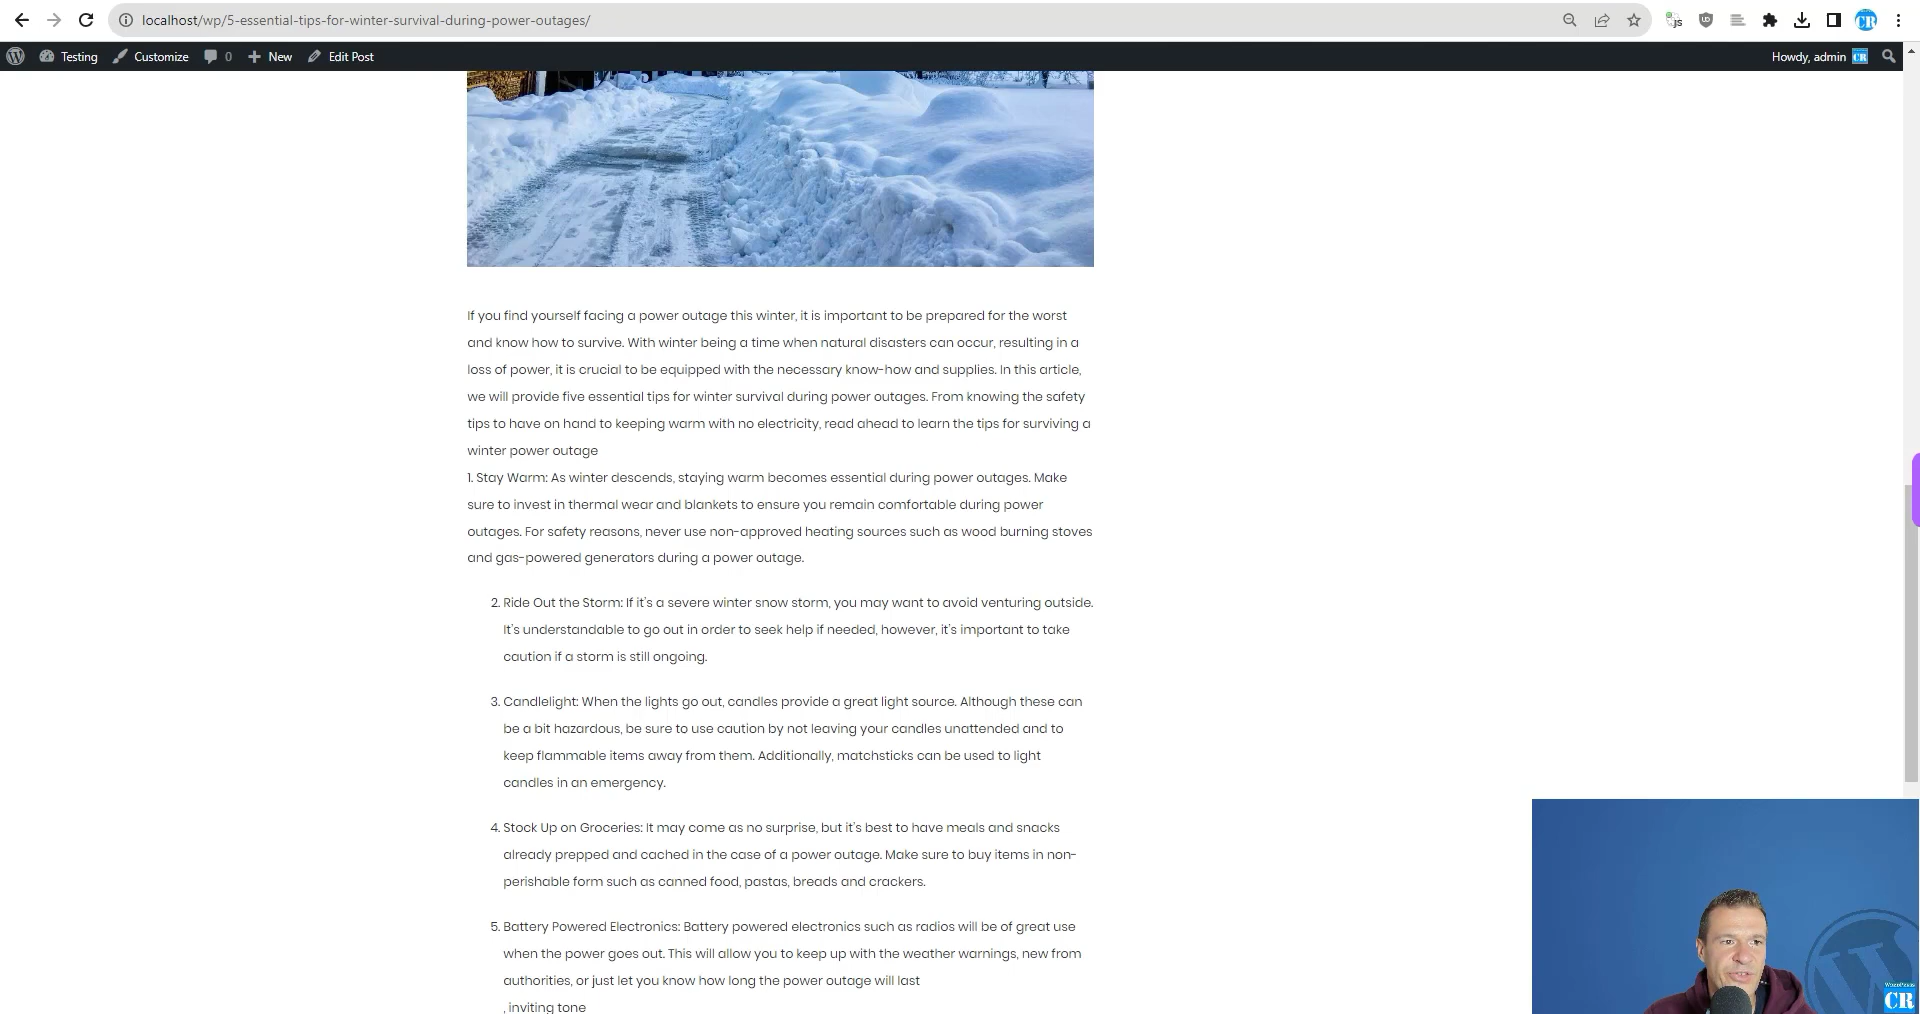 localhost/wp/5-essential-tips-for-winter-survival-during-power-outages/
JS
UD
CR
Testing
Customize
0
New
Edit Post
Howdy, admin
CR
If you find yourself facing a power outage this winter, it is important to be prepared for the worst
and know how to survive. With winter being a time when natural disasters can occur, resulting in a
loss of power, it is crucial to be equipped with the necessary know-how and supplies. In this article,
we will provide five essential tips for winter survival during power outages. From knowing the safety
tips to have on hand to keeping warm with no electricity, read ahead to learn the tips for surviving a
winter power outage
1. Stay Warm: As winter descends, staying warm becomes essential during power outages. Make
sure to invest in thermal wear and blankets to ensure you remain comfortable during power
outages. For safety reasons, never use non-approved heating sources such as wood burning stoves
and gas-powered generators during a power outage.
2. Ride Out the Storm: If it's a severe winter snow storm, you may want to avoid venturing outside.
It's understandable to go out in order to seek help if needed, however, it's important to take
caution if a storm is still ongoing.
3. Candlelight: When the lights go out, candles provide a great light source. Although these can
be a bit hazardous, be sure to use caution by not leaving your candles unattended and to
keep flammable items away from them. Additionally, matchsticks can be used to light
candles in an emergency.
4. Stock Up on Groceries: It may come as no surprise, but it's best to have meals and snacks
already prepped and cached in the case of a power outage. Make sure to buy items in non-
perishable form such as canned food, pastas, breads and crackers.
5. Battery Powered Electronics: Battery powered electronics such as radios will be of great use
when the power goes out. This will allow you to keep up with the weather warnings, new from
authorities, or just let you know how long the power outage will last
, inviting tone
WORDPRESS
CR